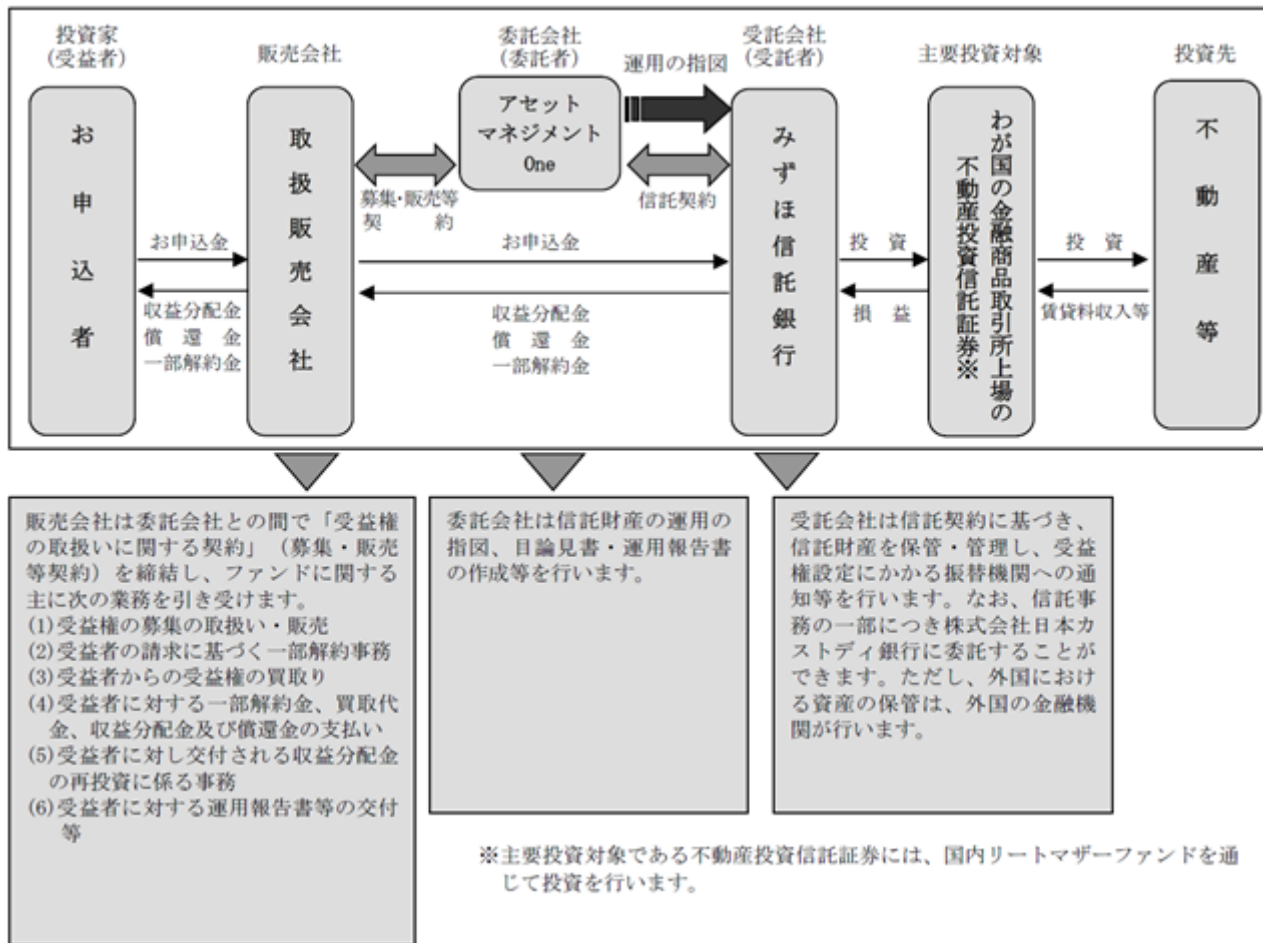 投資家
(受益者)
販売会社
委託会社
(委託者)
運用の指図
受託会社
(受託者)
主要投資対象
投資先
お申込者
取扱販売会社
アセット
マネジメント
One
みずほ信託銀行
わが国の金融商品取引所上場の
不動産投資信託証券※
不動産等
募集・販売等
契　　約
信託契約
お申込金
収益分配金
償　還　金
一部解約金
お申込金
収益分配金
償　還　金
一部解約金
投　資
損　益
投　資
賃貸料収入等
販売会社は委託会社との間で「受益権
の取扱いに関する契約」（募集・販売
等契約）を締結し、ファンドに関する
主に次の業務を引き受けます。
(1)受益権の募集の取扱い・販売
(2)受益者の請求に基づく一部解約事務
(3)受益者からの受益権の買取り
(4)受益者に対する一部解約金、買取代
金、収益分配金及び償還金の支払い
(5)受益者に対し交付される収益分配金
の再投資に係る事務
(6)受益者に対する運用報告書等の交付
等
委託会社は信託財産の運用の
指図、目論見書・運用報告書
の作成等を行います。
受託会社は信託契約に基づき、
信託財産を保管・管理し、受益
権設定にかかる振替機関への通
知等を行います。なお、信託事
務の一部につき株式会社日本カ
ストディ銀行に委託することが
できます。ただし、外国におけ
る資産の保管は、外国の金融機
関が行います。
※主要投資対象である不動産投資信託証券には、国内リートマザーファンドを通
じて投資を行います。